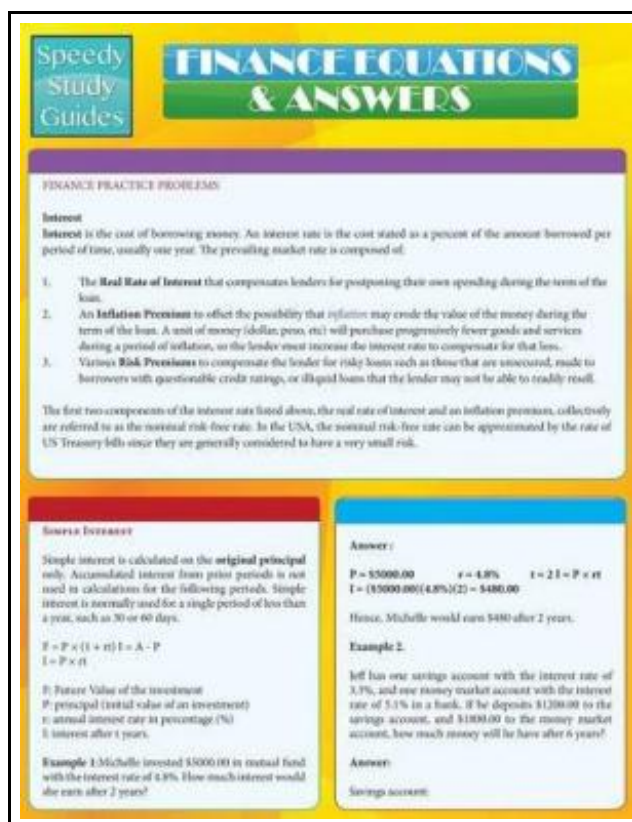 Speedy
Study
Guides
FINANCE EQUATIONS
& ANSWERS
FINANCE PRACTICE PROBLEMS
Interest
Interest is the cost of borrowing money. An interest rate is the cost stated as a percent of the amount borrowed per
period of time, usually one year. The prevailing market rate is composed of:
1. The Real Rate of Interest that compensates lenders for postponing their own spending during the term of the
loan.
2. An Inflation Premium to offset the possibility that inflation may erode the value of the money during the
term of the loan. A unit of money (dollar, peso, etc) will purchase progressively fewer goods and services
during a period of inflation, so the lender must increase the interest rate to compensate for that loss.
3. Various Risk Premiums to compensate the lender for risky loans such as those that are unsecured, made to
borrowers with questionable credit ratings, or illiquid loans that the lender may not be able to readily resell.
The first two components of the interest rate listed above, the real rate of interest and an inflation premium, collectively
are referred to as the nominal risk-free rate. In the USA, the nominal risk-free rate can be approximated by the rate of
US Treasury bills since they are generally considered to have a very small risk.
SIMPLE INTEREST
Simple interest is calculated on the original principal
only. Accumulated interest from prior periods is not
used in calculations for the following periods. Simple
interest is normally used for a single period of less than
a year, such as 30 or 60 days.
F = P × (1 + rt) I = A - P
I = P × rt
F: Future Value of the investment
P: principal (initial value of an investment)
r: annual interest rate in percentage (%)
I: interest after t years.
Example 1:Michelle invested $5000.00 in mutual fund
with the interest rate of 4.8%. How much interest would
she earn after 2 years?
Answer :
P = $5000.00 r = 4.8% t = 2 I = P × rt
I = ($5000.00)(4.8%)(2) = $480.00
Hence, Michelle would earn $480 after 2 years.
Example 2.
Jeff has one savings account with the interest rate of
3.3%, and one money market account with the interest
rate of 5.1% in a bank. If he deposits $1200.00 to the
savings account, and $1800.00 to the money market
account, how much money will he have after 6 years?
Answer:
Savings account: